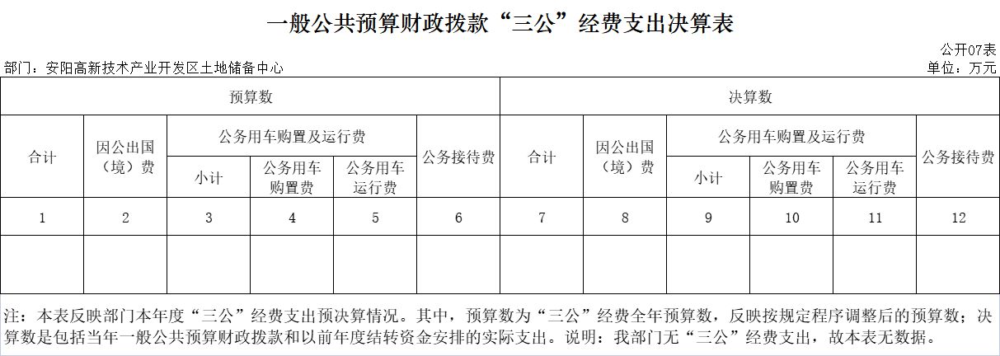 一般公共预算财政拨款“三公”经费支出决算表
公开07表
部门：安阳高新技术产业开发区土地储备中心 单位：万元
预算数 决算数
合计 因公出国（境）费 公务用车购置及运行费 公务接待费 合计 因公出国（境）费 公务用车购置及运行费 公务接待费
小计 公务用车购置费 公务用车运行费 小计 公务用车购置费 公务用车运行费
1 2 3 4 5 6 7 8 9 10 11 12
注：本表反映部门本年度“三公”经费支出预决算情况。其中，预算数为“三公”经费全年预算数，反映按规定程序调整后的预算数；决
算数是包括当年一般公共预算财政拨款和以前年度结转资金安排的实际支出。说明：我部门无“三公”经费支出，故本表无数据。